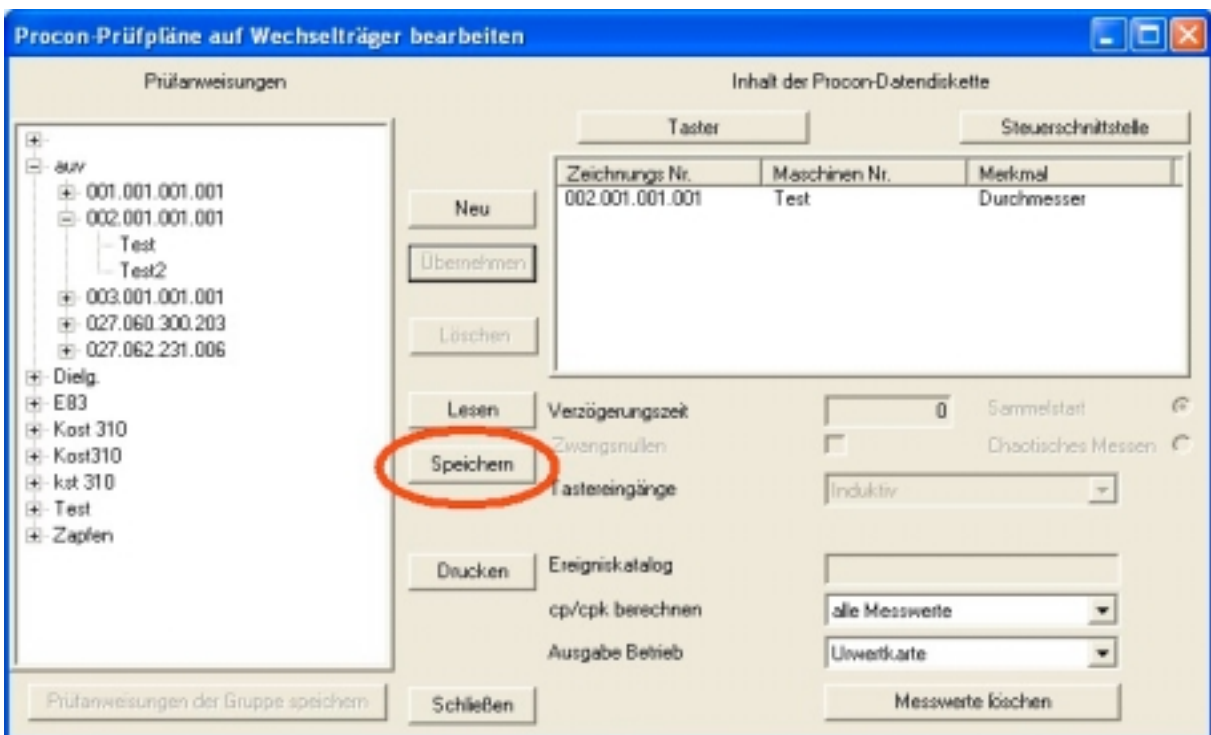 Procon-Prüfpläne auf Wechselträger bearbeiten
Prüfanweisungen
auv
001.001.001.001
002.001.001.001
Test
Test2
003.001.001.001
027.060.300.203
027.062.231.006
Dielg.
E83
Kost 310
Kost310
kst 310
Test
Zapfen
Prüfanweisungen der Gruppe speichern
Neu
Übernehmen
Löschen
Lesen
Speichern
Drucken
Schließen
Inhalt der Procon-Datendiskette
Taster
Steuerschnittstelle
Zeichnungs Nr. Maschinen Nr. Merkmal
002.001.001.001 Test Durchmesser
Verzögerungszeit 0 Sammelstart
Zwangsnullen Chaotisches Messen
Tastereingänge Induktiv
Ereigniskatalog
cp/cpk berechnen alle Messwerte
Ausgabe Betrieb Urwertkarte
Messwerte löschen